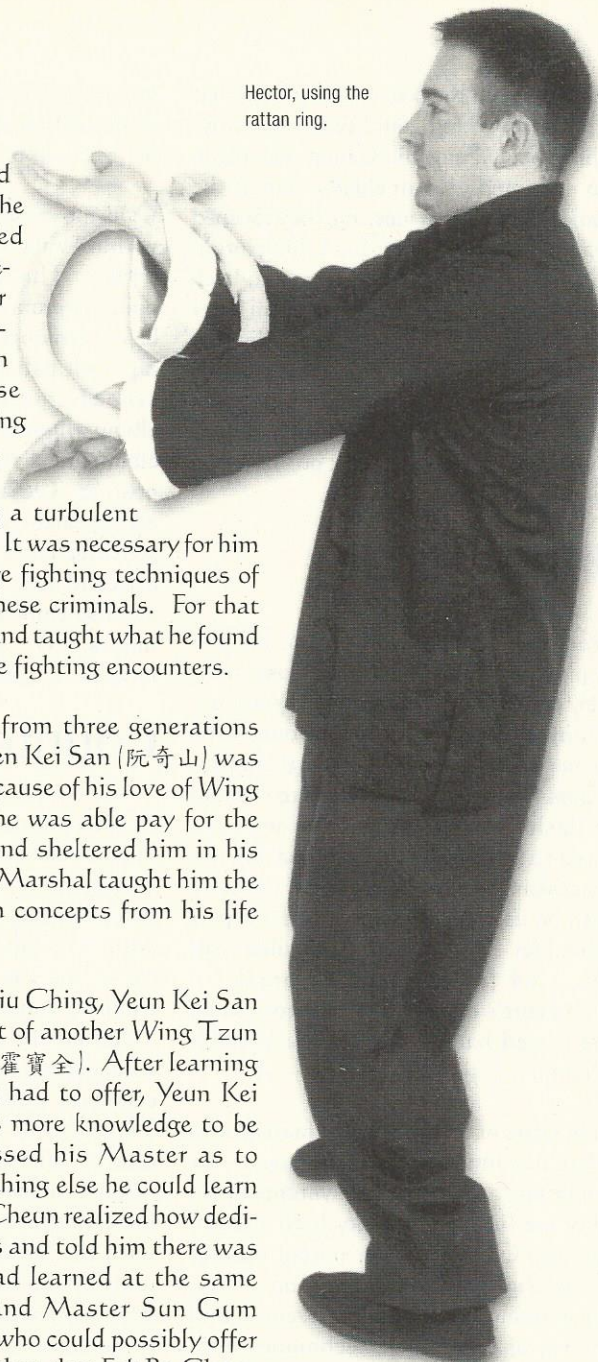 Hector, using the
rattan ring.
d
he
ed
e-
r
-
n
se
ng
a turbulent
It was necessary for him
e fighting techniques of
nese criminals. For that
nd taught what he found
e fighting encounters.
from three generations
en Kei San (阮奇山) was
cause of his love of Wing
he was able pay for the
nd sheltered him in his
Marshal taught him the
n concepts from his life
iu Ching, Yeun Kei San
t of another Wing Tzun
霍寶全). After learning
had to offer, Yeun Kei
s more knowledge to be
ssed his Master as to
hing else he could learn
Cheun realized how dedi-
s and told him there was
ad learned at the same
and Master Sun Gum
who could possibly offer